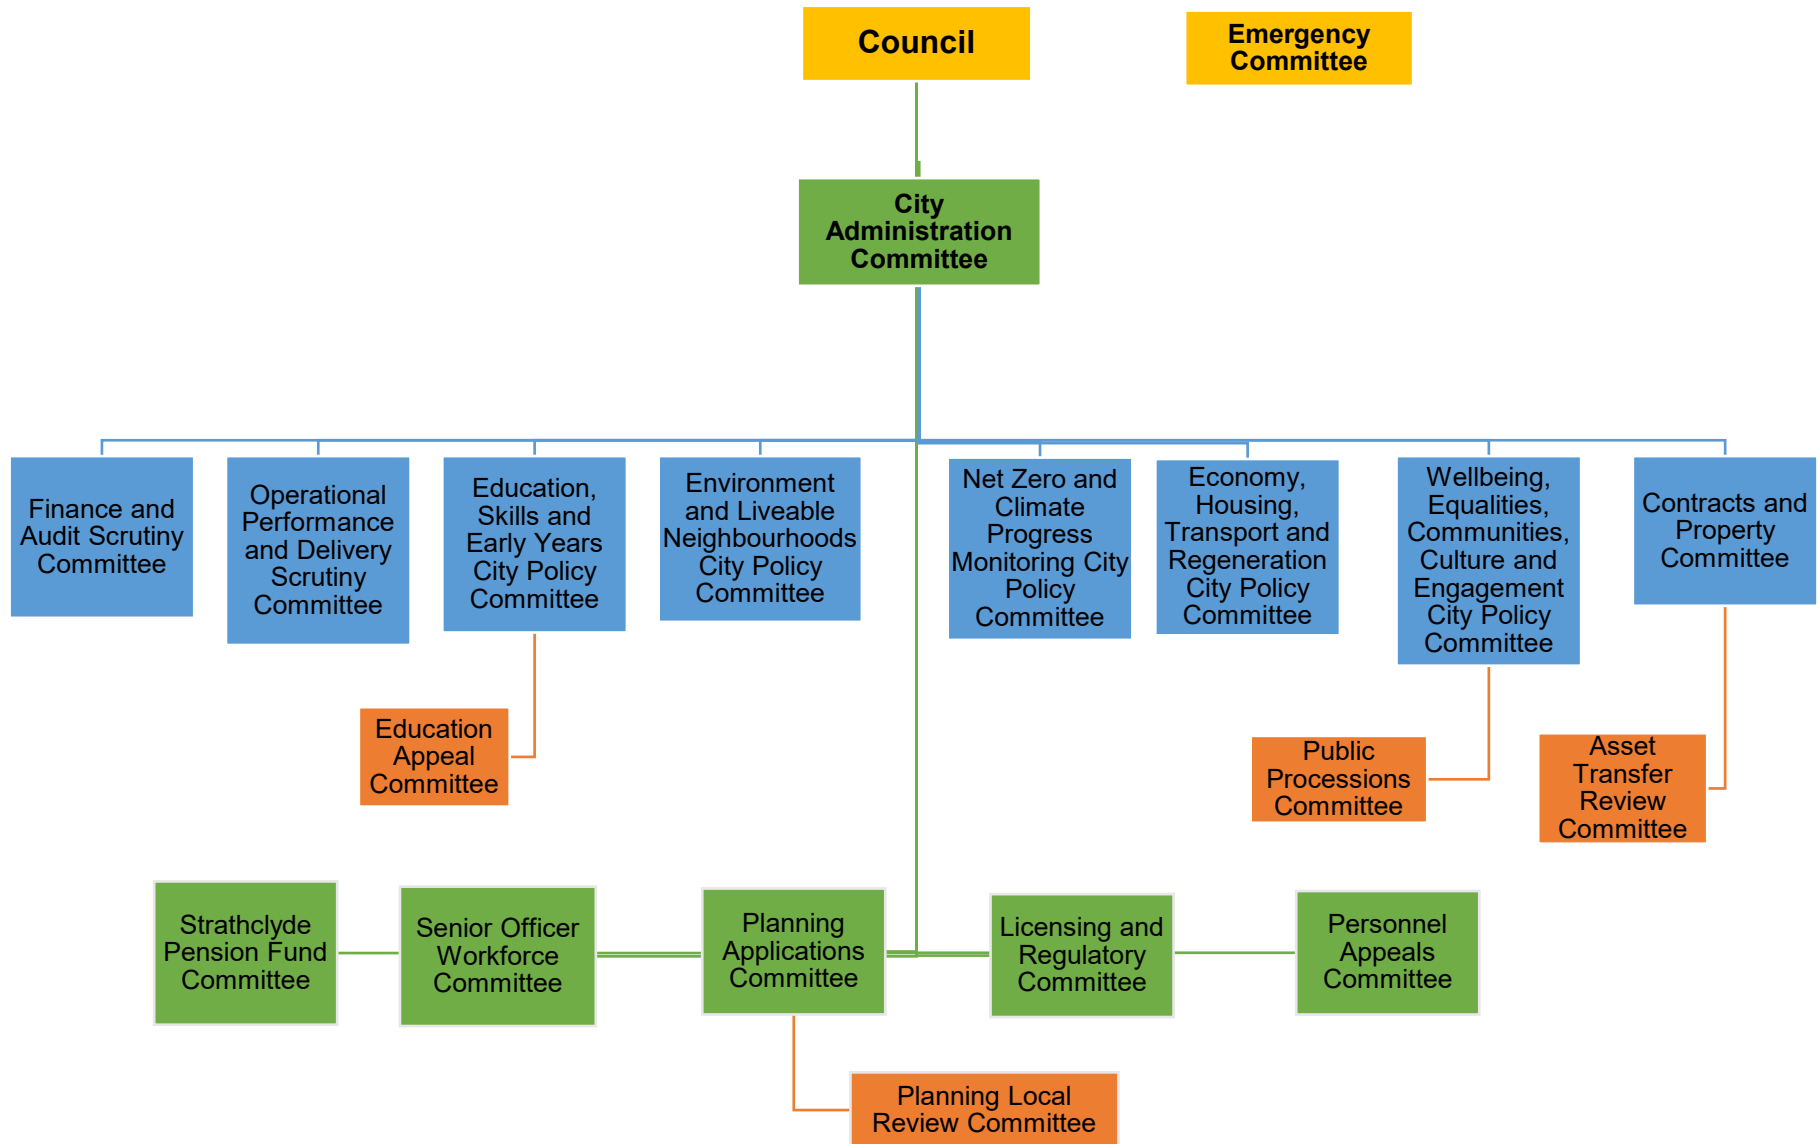 Council
Emergency
Committee
City
Administration
Committee
Finance and
Audit Scrutiny
Committee
Operational
Performance
and Delivery
Scrutiny
Committee
Education,
Skills and
Early Years
City Policy
Committee
Environment
and Liveable
Neighbourhoods
City Policy
Committee
Net Zero and
Climate
Progress
Monitoring City
Policy
Committee
Economy,
Housing,
Transport and
Regeneration
City Policy
Committee
Wellbeing,
Equalities,
Communities,
Culture and
Engagement
City Policy
Committee
Contracts and
Property
Committee
Education
Appeal
Committee
Public
Processions
Committee
Asset
Transfer
Review
Committee
Strathclyde
Pension Fund
Committee
Senior Officer
Workforce
Committee
Planning
Applications
Committee
Licensing and
Regulatory
Committee
Personnel
Appeals
Committee
Planning Local
Review Committee